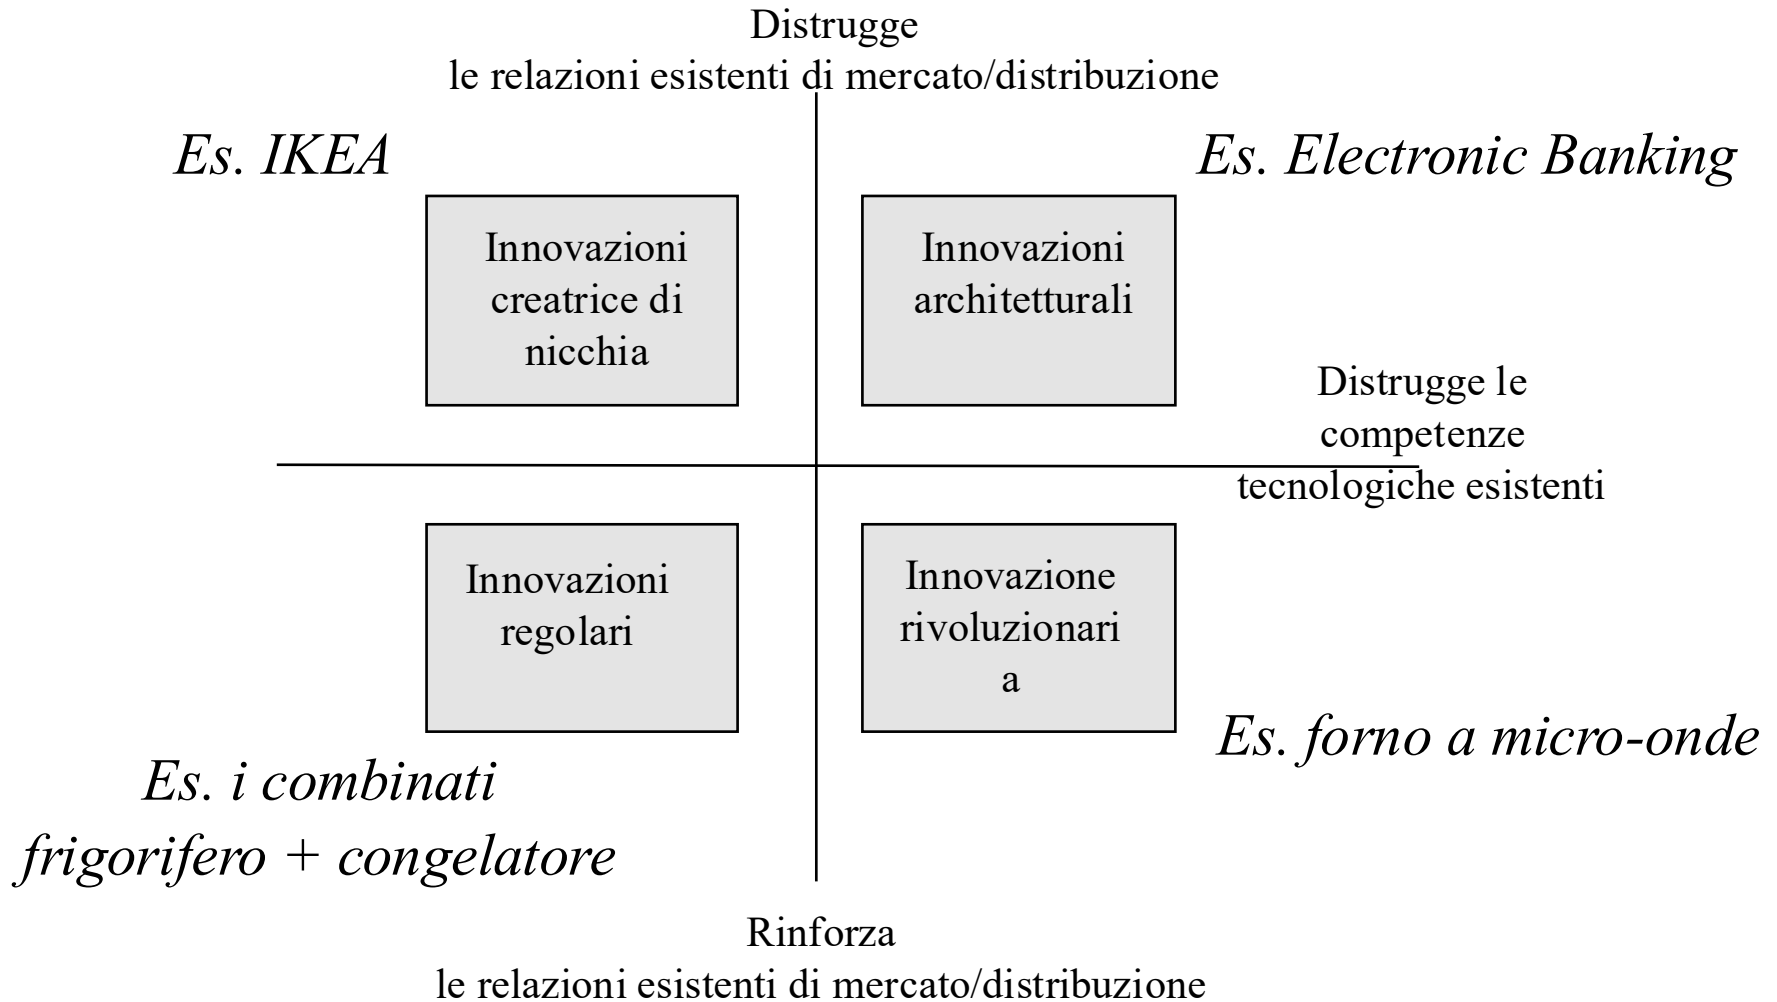 Distrugge
le relazioni esistenti di mercato/distribuzione
Es. IKEA
Es. Electronic Banking
Innovazioni
creatrice di
nicchia
Innovazioni
architetturali
Distrugge le
competenze
tecnologiche esistenti
Innovazioni
regolari
Innovazione
rivoluzionari
a
Es. forno a micro-onde
Es. i combinati
frigorifero + congelatore
Rinforza
le relazioni esistenti di mercato/distribuzione